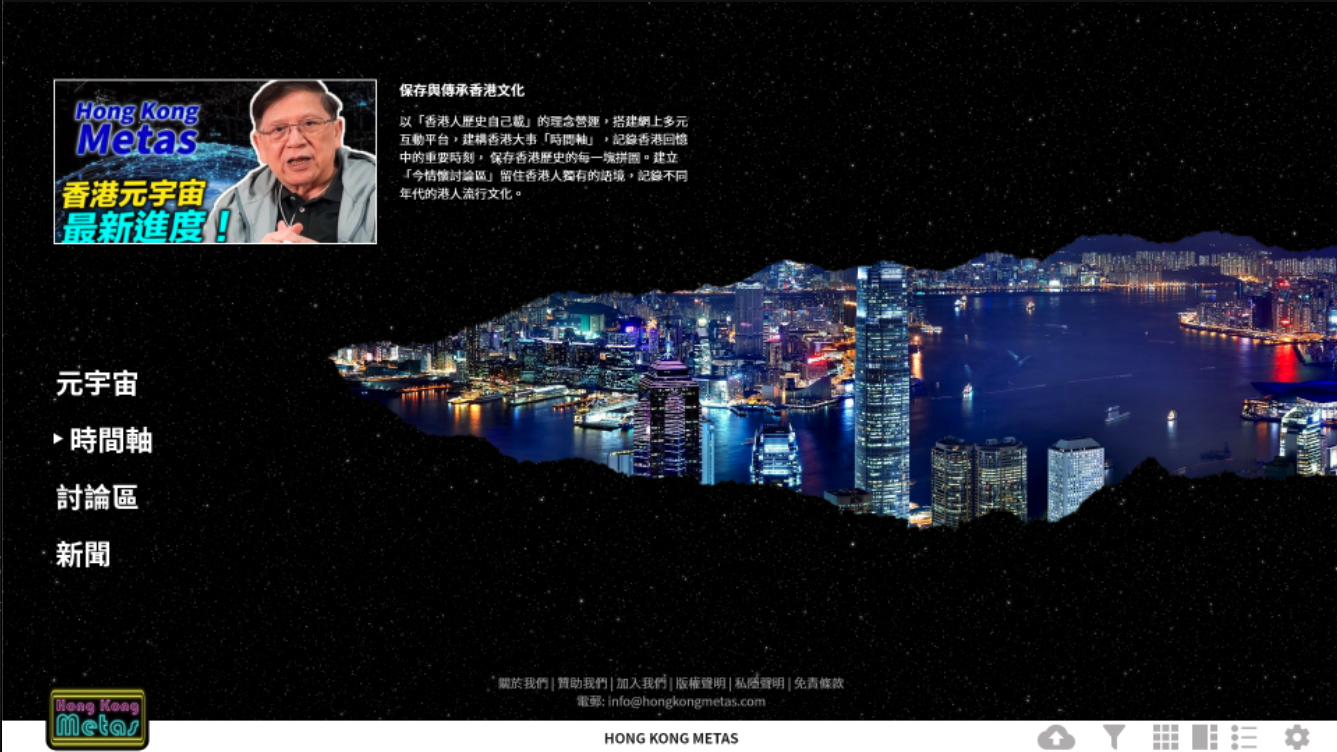 Hong Kong
Metas
香港元宇宙
最新進度！
保存與傳承香港文化
以「香港人歷史自己載」的理念營運，搭建網上多元
互動平台，建構香港大事「時間軸」，記錄香港回憶
中的重要時刻， 保存香港歷史的每一塊拼圖。建立
「今情懷討論區」留住香港人獨有的語境，記錄不同
年代的港人流行文化。
元宇宙
時間軸
討論區
新聞
關於我們 | 贊助我們 | 加入我們 | 版權聲明 | 私隱聲明 | 免責條款
電郵: info@hongkongmetas.com
Hong Kong
Metas
HONG KONG METAS